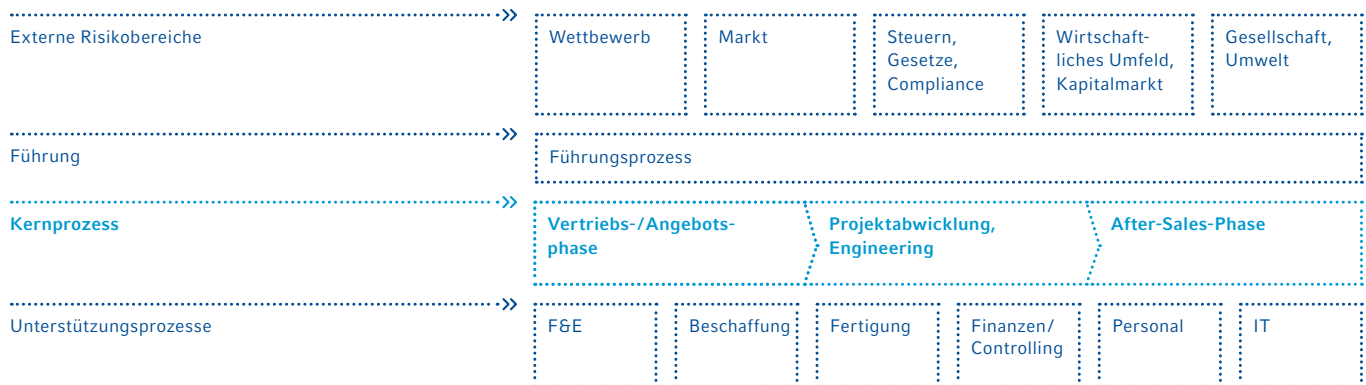 Externe Risikobereiche
Wettbewerb
Markt
Steuern,
Gesetze,
Compliance
Wirtschaft-
liches Umfeld,
Kapitalmarkt
Gesellschaft,
Umwelt
Führung
Führungsprozess
Kernprozess
Vertriebs-/Angebots-
phase
Projektabwicklung,
Engineering
After-Sales-Phase
Unterstützungsprozesse
F&E
Beschaffung
Fertigung
Finanzen/
Controlling
Personal
IT